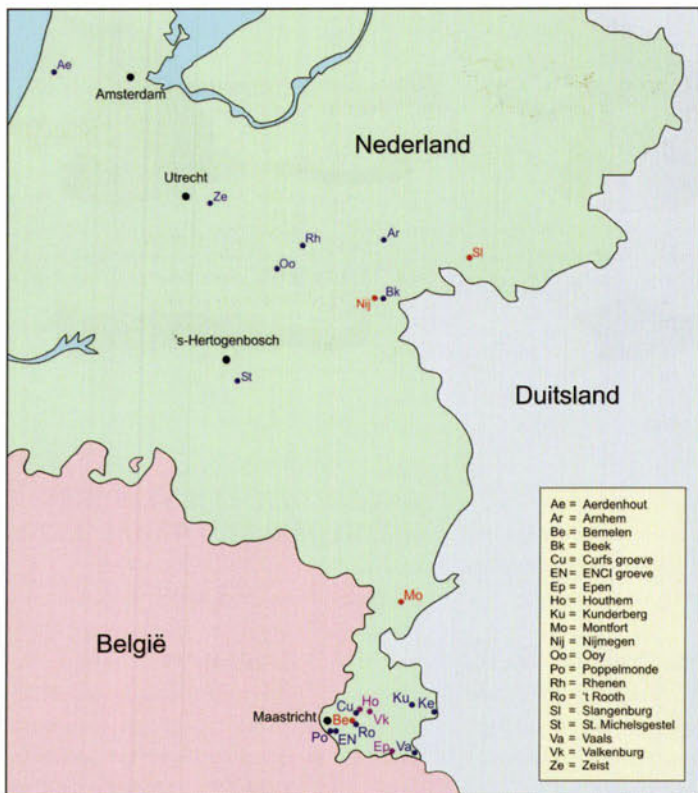 Ae
Amsterdam
Nederland
Utrecht
Ze
Rh
Ar
Sl
Oo
Nij
Bk
's-Hertogenbosch
St
Duitsland
Mo
België
Ku
Ke
Cu
Ho
Vk
Maastricht
Be
Ro
Po
EN
Ep
Va
Ae = Aerdenhout
Ar = Arnhem
Be = Bemelen
Bk = Beek
Cu = Curfs groeve
EN = ENCI groeve
Ep = Epen
Ho = Houthem
Ku = Kunderberg
Mo = Montfort
Nij = Nijmegen
Oo = Ooy
Po = Poppelmonde
Rh = Rhenen
Ro = 't Rooth
Sl = Slangenburg
St = St. Michelsgestel
Va = Vaals
Vk = Valkenburg
Ze = Zeist